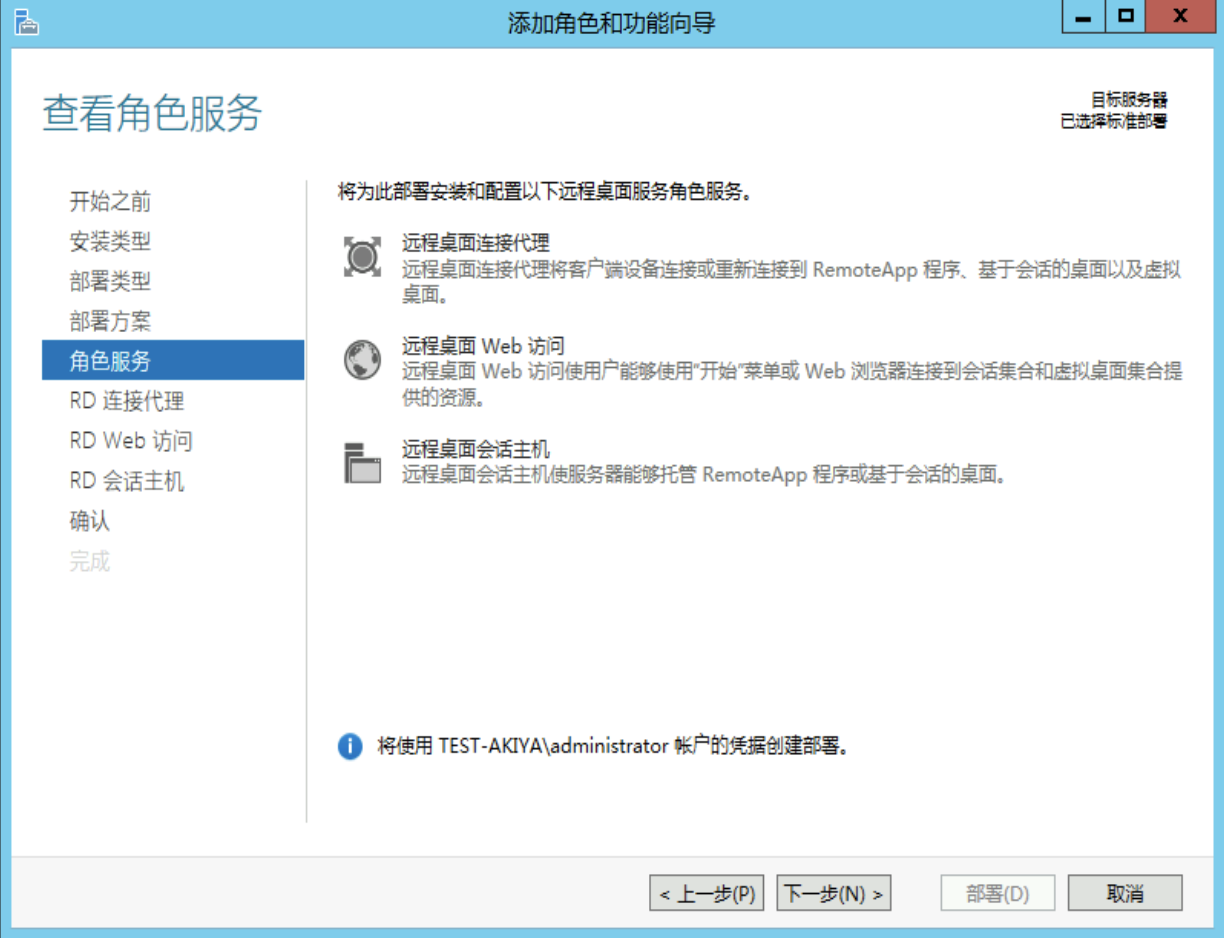 添加角色和功能向导
查看角色服务
目标服务器
已选择标准部署
开始之前
安装类型
部署类型
部署方案
角色服务
RD 连接代理
RD Web 访问
RD 会话主机
确认
完成
将为此部署安装和配置以下远程桌面服务角色服务。
远程桌面连接代理
远程桌面连接代理将客户端设备连接或重新连接到 RemoteApp 程序、基于会话的桌面以及虚拟
桌面。
远程桌面 Web 访问
远程桌面 Web 访问使用户能够使用"开始"菜单或 Web 浏览器连接到会话集合和虚拟桌面集合提
供的资源。
远程桌面会话主机
远程桌面会话主机使服务器能够托管 RemoteApp 程序或基于会话的桌面。
将使用 TEST-AKIYA\administrator 帐户的凭据创建部署。
< 上一步(P) 下一步(N) > 部署(D) 取消